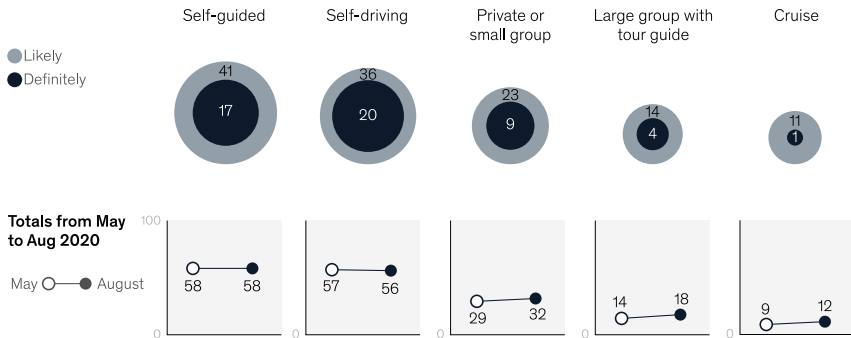 Self-guided
Self-driving
Private or
small group
Large group with
tour guide
Cruise
Likely
Definitely
41
17
36
20
23
9
14
4
11
1
Totals from May
to Aug 2020
May
August
100
0
58
58
0
57
56
0
29
32
0
14
18
0
9
12